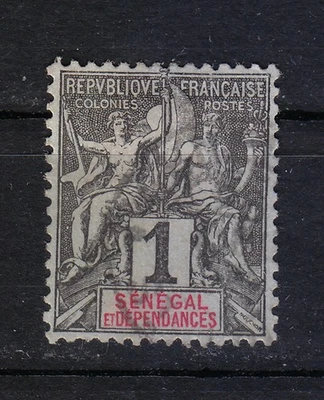 REPVBLIQVE FRANÇAISE
COLONIES POSTES
1
SÉNÉGAL
ET DÉPENDANCES